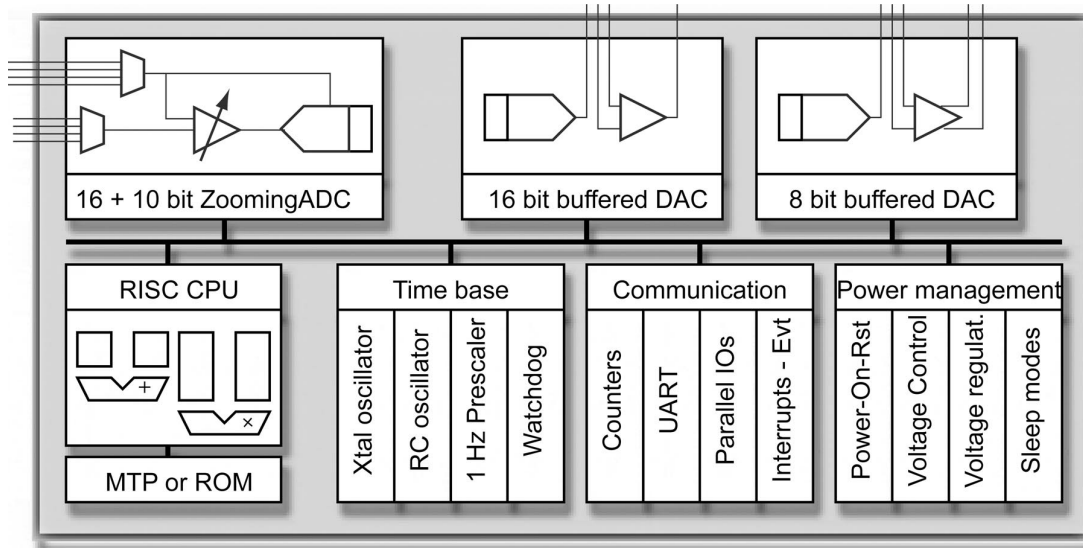 16 + 10 bit ZoomingADC
16 bit buffered DAC
8 bit buffered DAC
RISC CPU
+
×
MTP or ROM
Time base
Xtal oscillator
RC oscillator
1 Hz Prescaler
Watchdog
Communication
Counters
UART
Parallel IOs
Interrupts - Evt
Power management
Power-On-Rst
Voltage Control
Voltage regulat.
Sleep modes